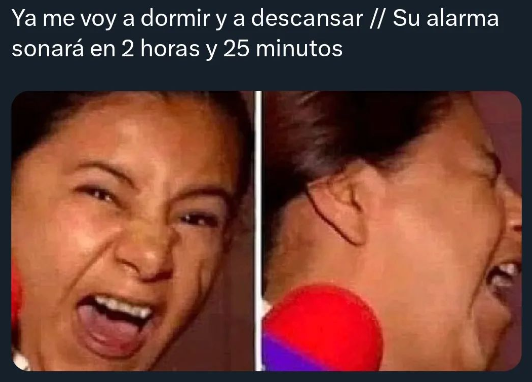 Ya me voy a dormir y a descansar // Su alarma
sonará en 2 horas y 25 minutos